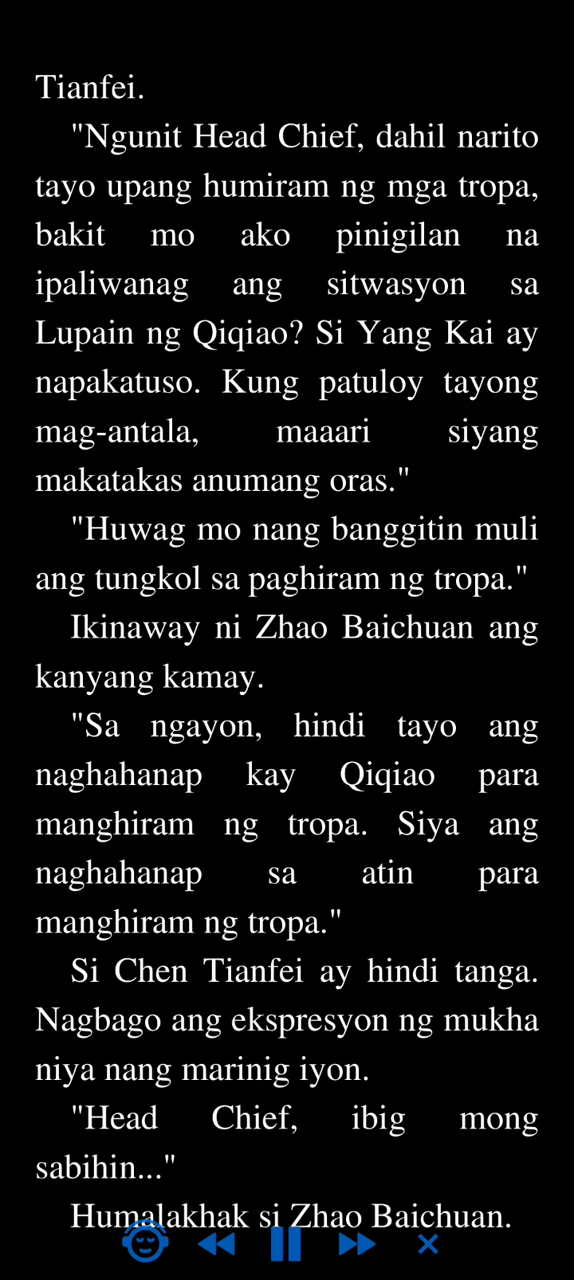 Tianfei.
"Ngunit Head Chief, dahil narito
tayo upang humiram ng mga tropa,
bakit mo ako pinigilan na
ipaliwanag ang sitwasyon sa
Lupain ng Qiqiao? Si Yang Kai ay
napakatuso. Kung patuloy tayong
mag-antala, maaari siyang
makatakas anumang oras."
"Huwag mo nang banggitin muli
ang tungkol sa paghiram ng tropa."
Ikinaway ni Zhao Baichuan ang
kanyang kamay.
"Sa ngayon, hindi tayo ang
naghahanap kay Qiqiao para
manghiram ng tropa. Siya ang
naghahanap sa atin para
manghiram ng tropa."
Si Chen Tianfei ay hindi tanga.
Nagbago ang ekspresyon ng mukha
niya nang marinig iyon.
"Head Chief, ibig mong
sabihin..."
Humalakhak si Zhao Baichuan.